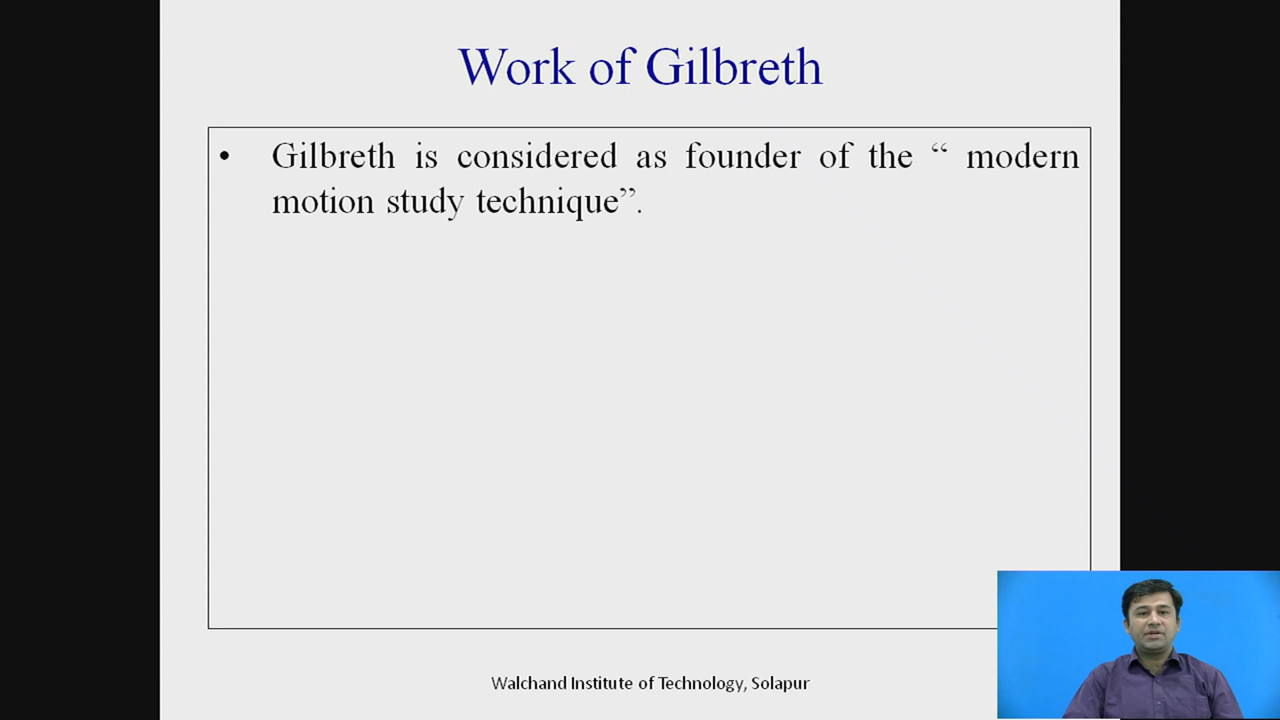 Work of Gilbreth
• Gilbreth is considered as founder of the “ modern
motion study technique”.
Walchand Institute of Technology, Solapur